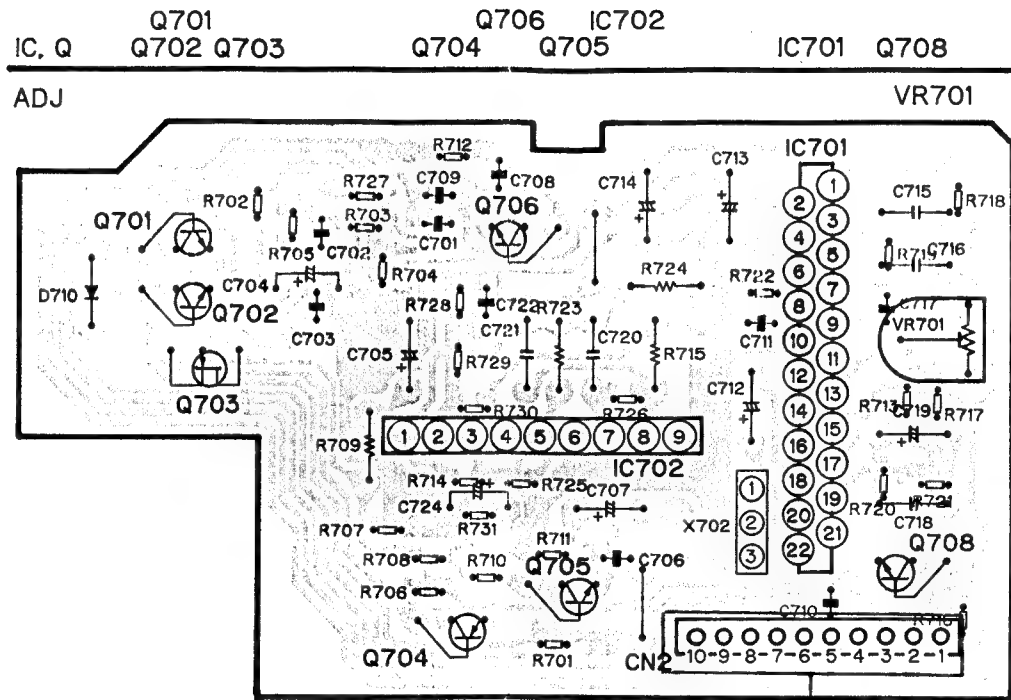 Q701 Q706 IC702
IC, Q Q702 Q703 Q704 Q705 IC701 Q708
ADJ VR701
IC701
R712
C713
C709 C708 C714
R727
R702 C715 R718
Q701 R703 Q706
C701
C702
R705 R719 C716
C704 R704 R724 R722
D710
Q702 R728 C722 R723 C717
C703 C721 C720 C711 VR701
C705 R729 R715
C712
Q703 R730 R726 R713 R717
C719
R709 1 2 3 4 5 6 7 8 9
IC702
1 2 3 4 5 6 7 8 9 10 11 12 13 14 15 16 17 18 19 20 21 22
R714 R725
C724 C707 R721
R731 X702 1 2 3 R720 C718
R707
R711 Q708
R708 C706
R710 Q705
R706
C710 R716
Q704 R701 CN2
10 9 8 7 6 5 4 3 2 1